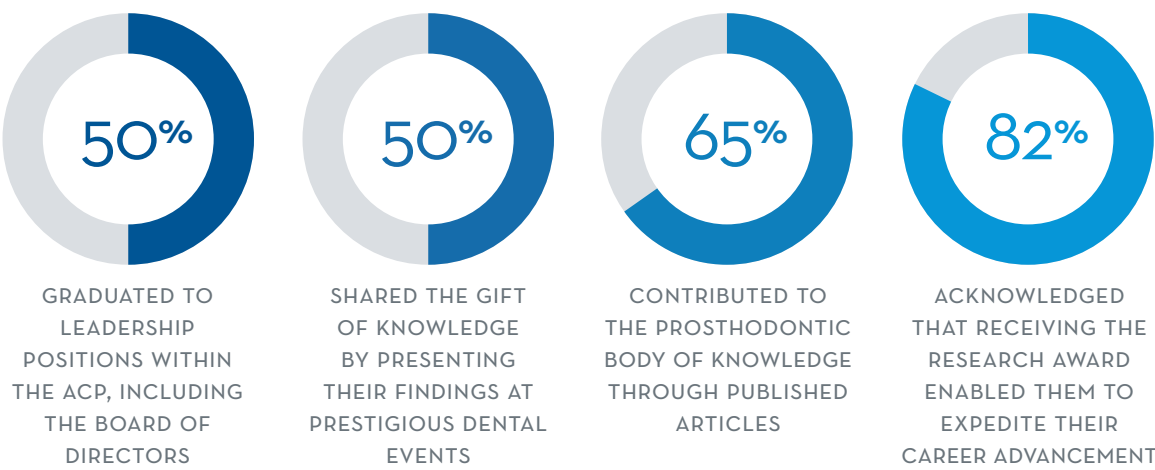 50%
50%
65%
82%
GRADUATED TO
LEADERSHIP
POSITIONS WITHIN
THE ACP, INCLUDING
THE BOARD OF
DIRECTORS
SHARED THE GIFT
OF KNOWLEDGE
BY PRESENTING
THEIR FINDINGS AT
PRESTIGIOUS DENTAL
EVENTS
CONTRIBUTED TO
THE PROSTHODONTIC
BODY OF KNOWLEDGE
THROUGH PUBLISHED
ARTICLES
ACKNOWLEDGED
THAT RECEIVING THE
RESEARCH AWARD
ENABLED THEM TO
EXPEDITE THEIR
CAREER ADVANCEMENT